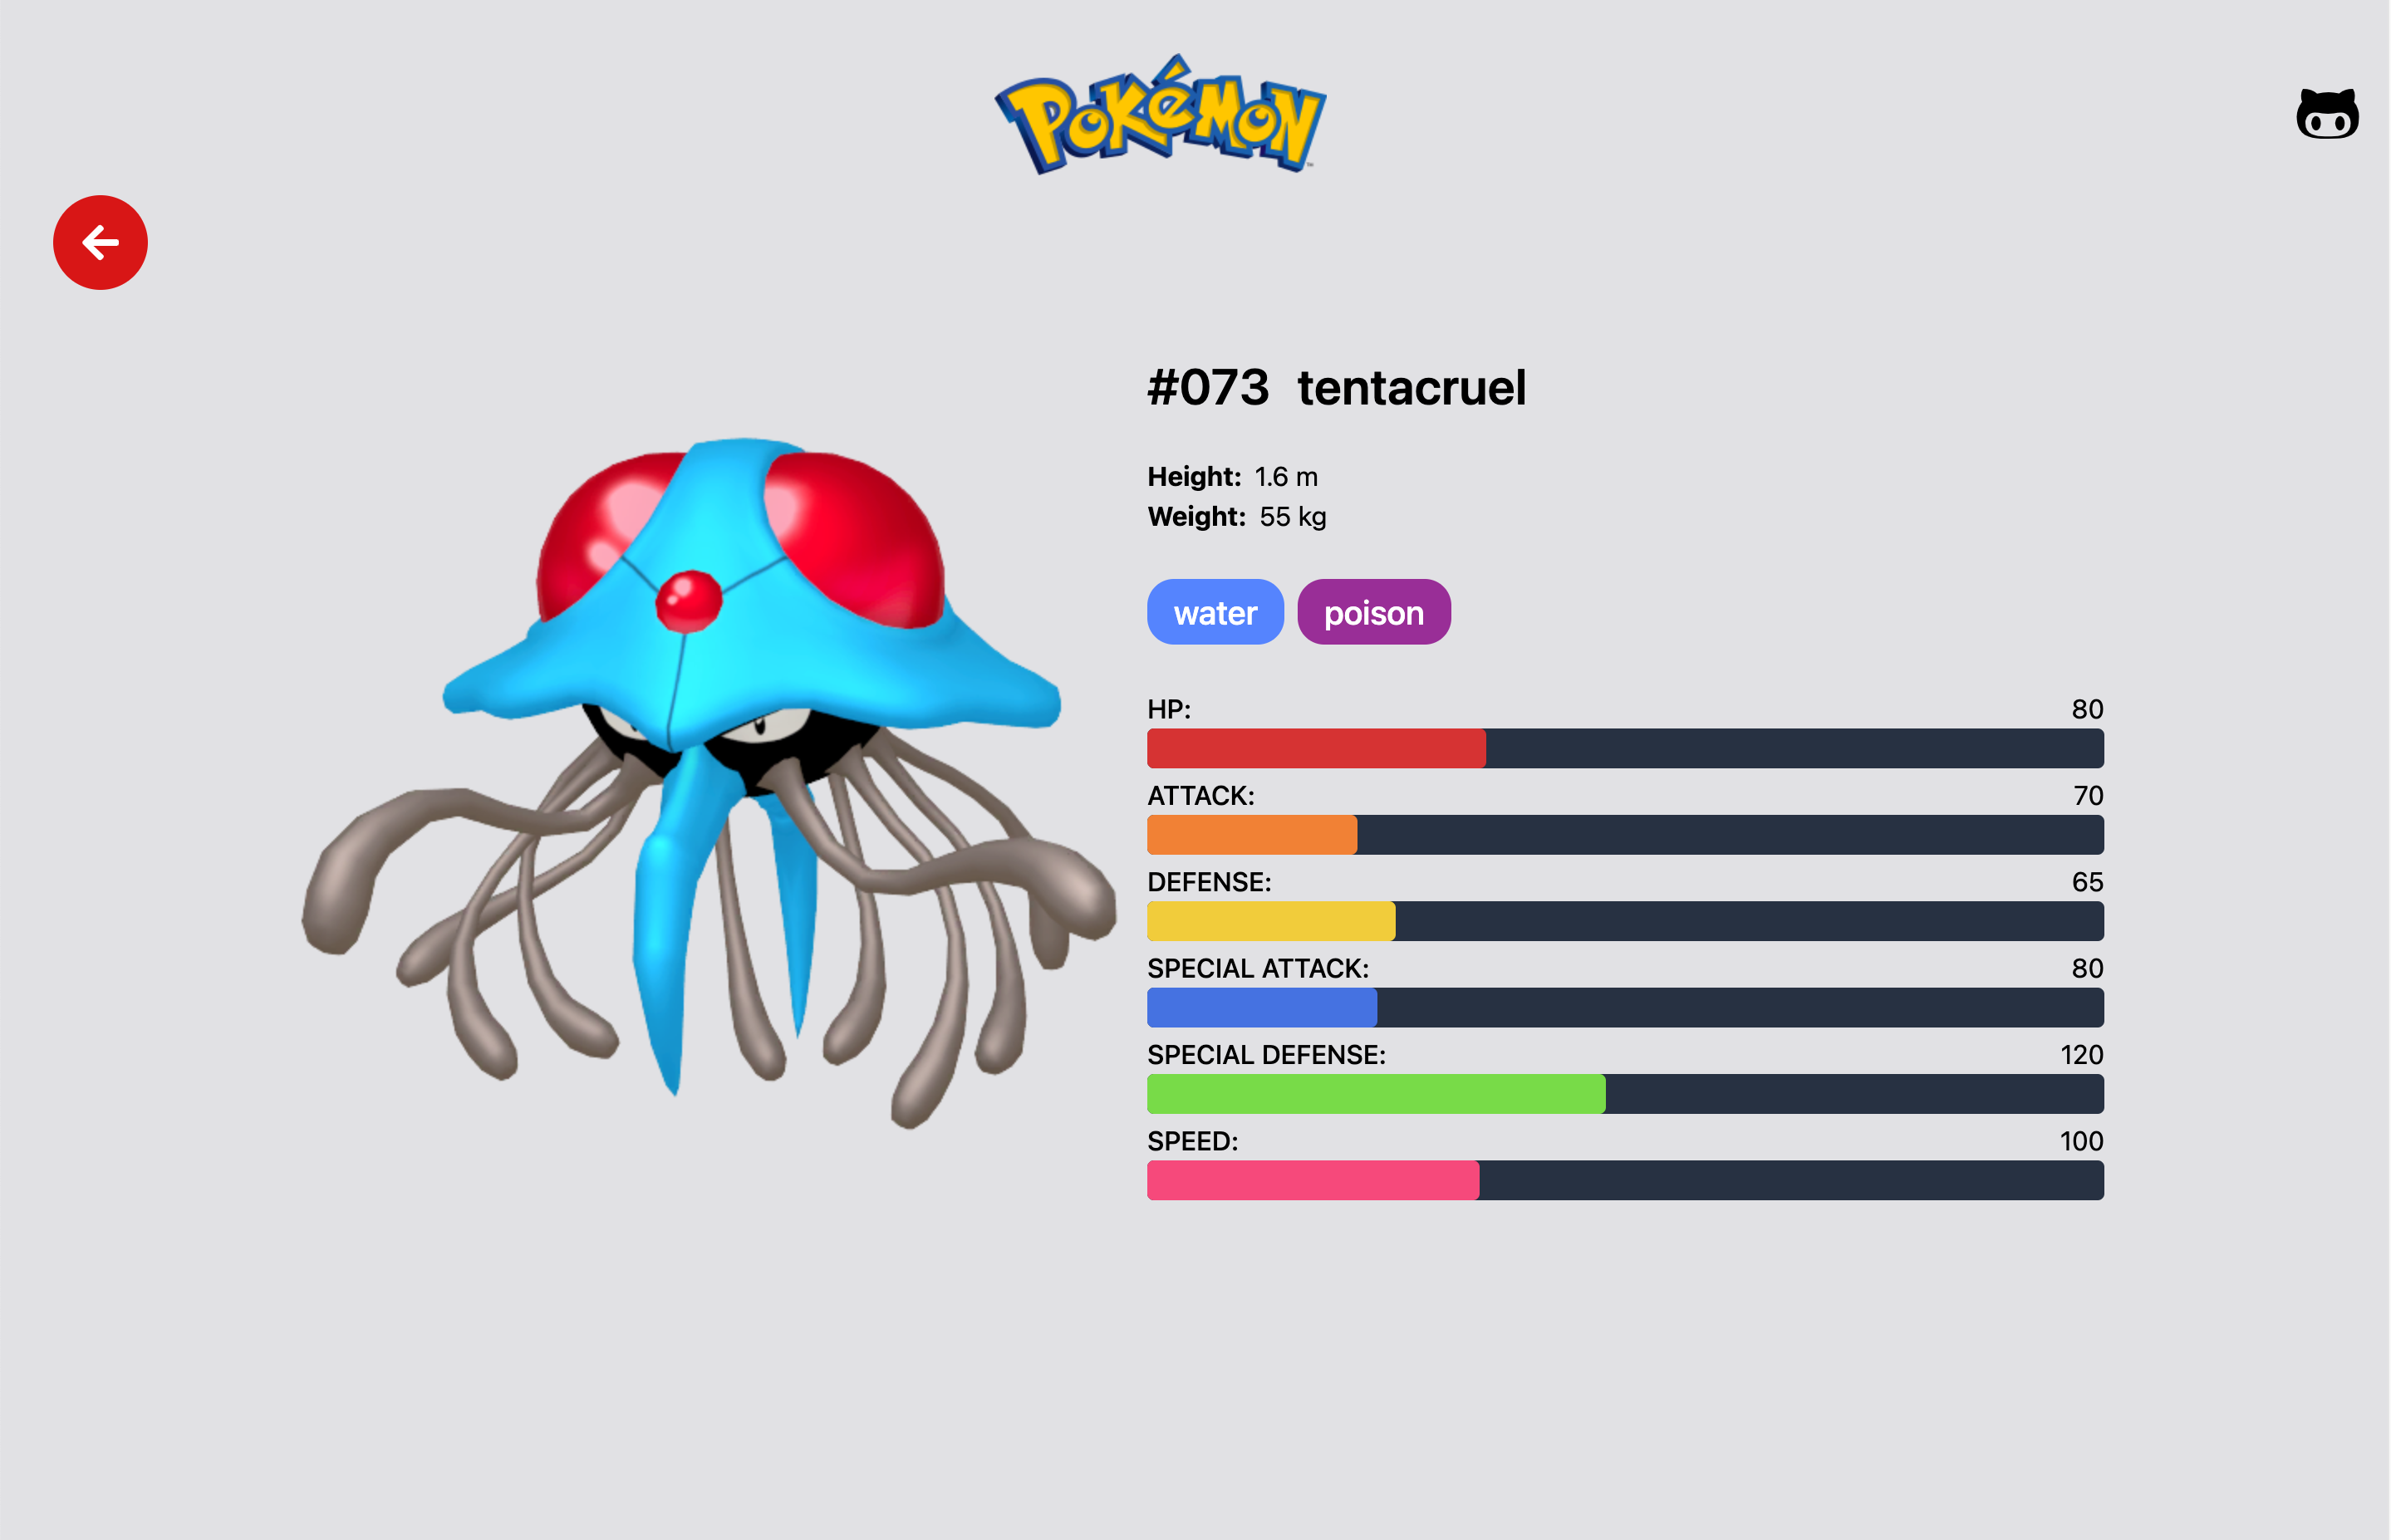 Pokémon
TM
#073 tentacruel
Height: 1.6 m
Weight: 55 kg
water poison
HP: 80
ATTACK: 70
DEFENSE: 65
SPECIAL ATTACK: 80
SPECIAL DEFENSE: 120
SPEED: 100